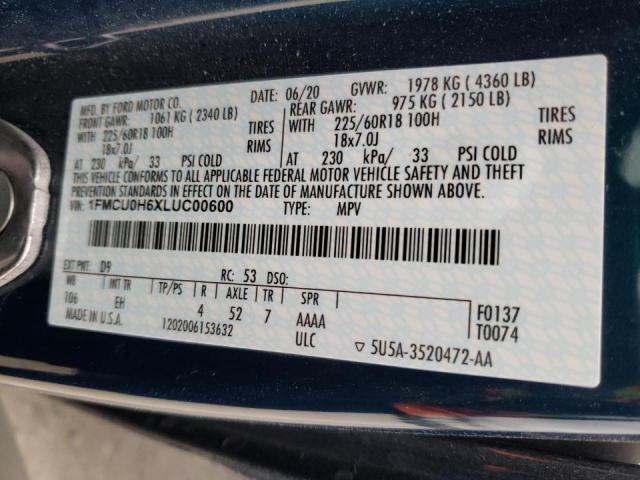 MFD. BY FORD MOTOR CO. DATE: 06/20 GVWR: 1978 KG ( 4360 LB)
FRONT GAWR: 1061 KG ( 2340 LB) REAR GAWR: 975 KG ( 2150 LB)
WITH 225/60R18 100H TIRES WITH 225/60R18 100H TIRES
18x7.0J RIMS 18x7.0J RIMS
AT 230 kPa/ 33 PSI COLD AT 230 kPa/ 33 PSI COLD
THIS VEHICLE CONFORMS TO ALL APPLICABLE FEDERAL MOTOR VEHICLE SAFETY AND THEFT
PREVENTION STANDARDS IN EFFECT ON THE DATE OF MANUFACTURE SHOWN ABOVE.
VIN: 1FMCU0H6XLUC00600 TYPE: MPV
EXT PNT: D9 RC: 53 DSO:
WB INT TR TP/PS R AXLE TR SPR F0137
106 EH 4 52 7 AAAA T0074
MADE IN U.S.A. 1202006153632 ULC ▽ 5U5A-3520472-AA